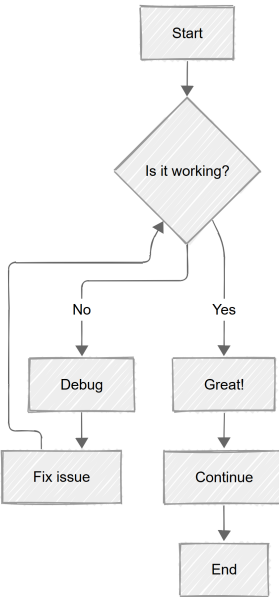 Start
Is it working?
No
Yes
Debug
Great!
Fix issue
Continue
End